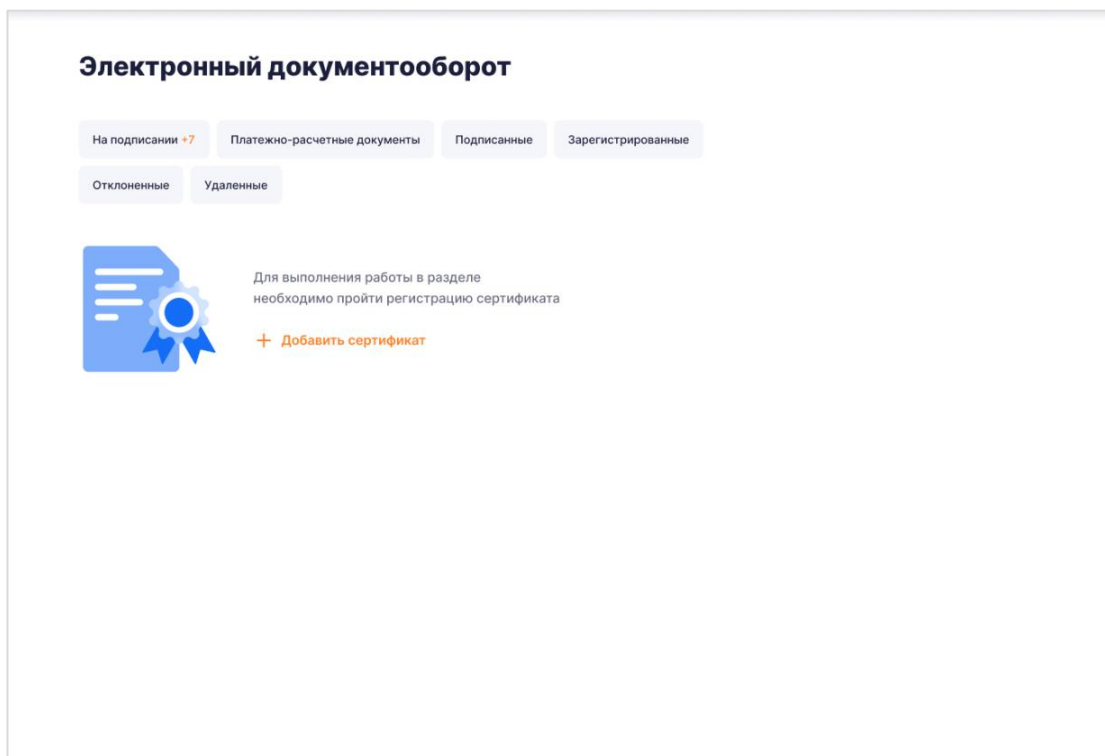 Электронный документооборот
На подписании +7 Платежно-расчетные документы Подписанные Зарегистрированные
Отклоненные Удаленные
Для выполнения работы в разделе
необходимо пройти регистрацию сертификата
+ Добавить сертификат